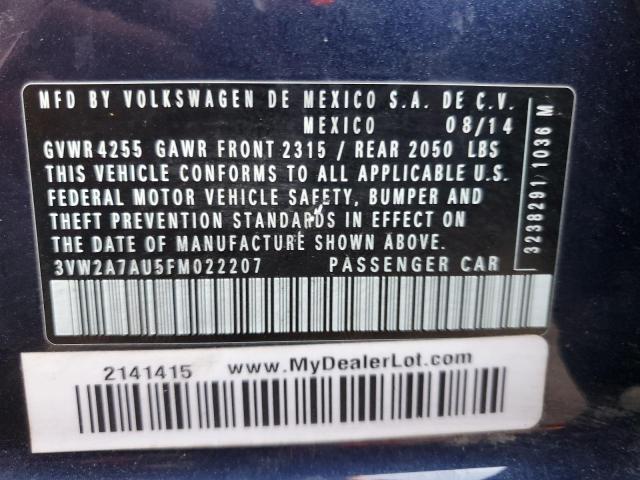 MFD BY VOLKSWAGEN DE MEXICO S.A. DE C.V.
MEXICO 08/14
GVWR 4255 GAWR FRONT 2315 / REAR 2050 LBS
THIS VEHICLE CONFORMS TO ALL APPLICABLE U.S.
FEDERAL MOTOR VEHICLE SAFETY, BUMPER AND
THEFT PREVENTION STANDARDS IN EFFECT ON
THE DATE OF MANUFACTURE SHOWN ABOVE.
3VW2A7AU5FM022207 PASSENGER CAR
3238291 1036 M
2141415 www.MyDealerLot.com